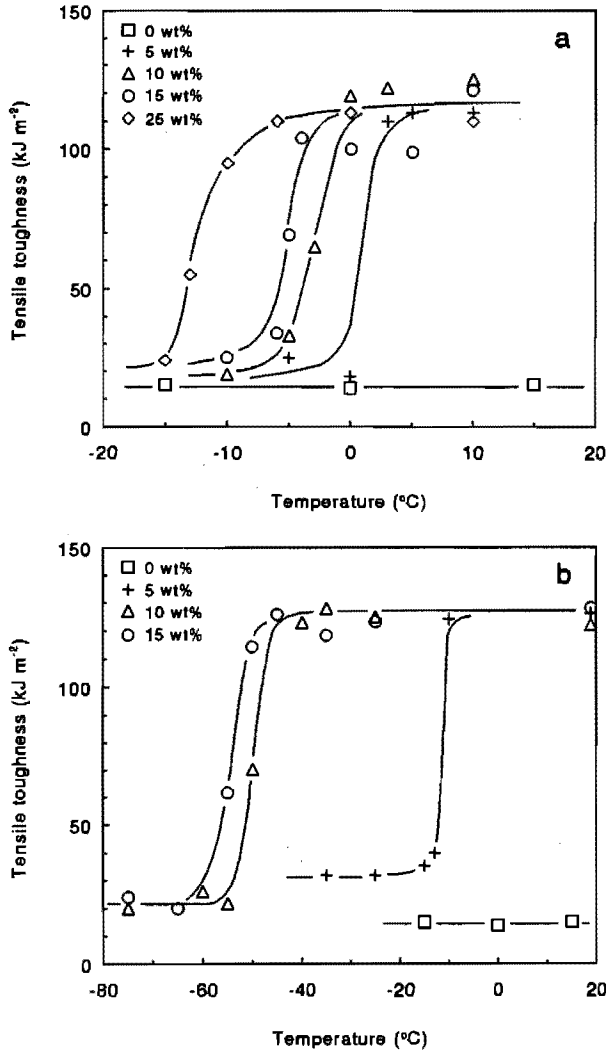 150
a
0 wt%
5 wt%
10 wt%
15 wt%
25 wt%
100
50
0
Tensile toughness (kJ m⁻²)
-20 -10 0 10 20
Temperature (°C)
150
b
0 wt%
5 wt%
10 wt%
15 wt%
100
50
0
Tensile toughness (kJ m⁻²)
-80 -60 -40 -20 0 20
Temperature (°C)